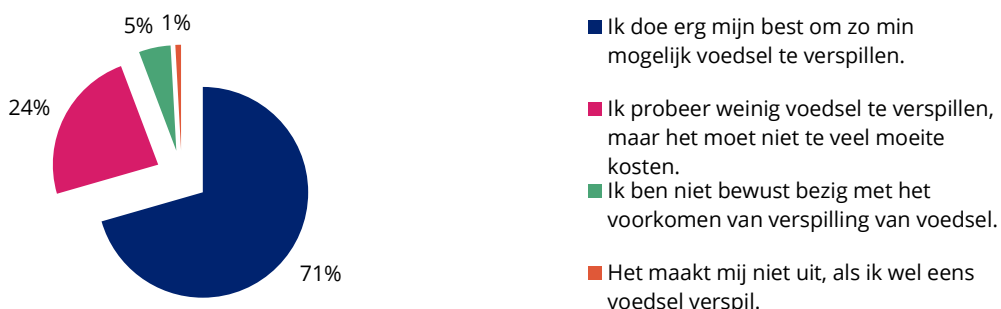 5% 1%
24%
71%
Ik doe erg mijn best om zo min
mogelijk voedsel te verspillen.
Ik probeer weinig voedsel te verspillen,
maar het moet niet te veel moeite
kosten.
Ik ben niet bewust bezig met het
voorkomen van verspilling van voedsel.
Het maakt mij niet uit, als ik wel eens
voedsel verspil.